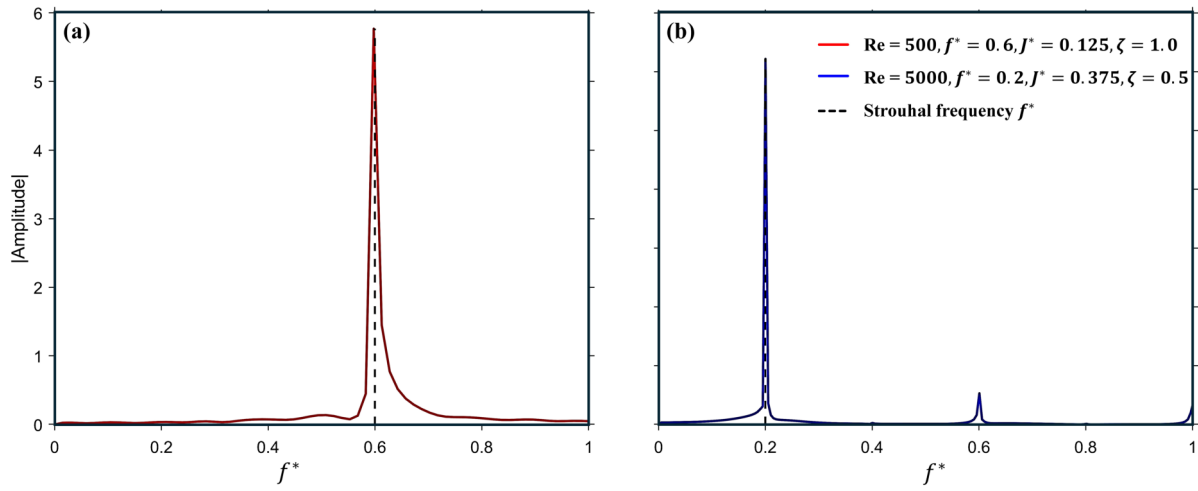 (a)
6
5
4
3
2
1
0
|Amplitude|
0 0.2 0.4 0.6 0.8 1
f*
(b)
Re = 500, f* = 0.6, J* = 0.125, ζ = 1.0
Re = 5000, f* = 0.2, J* = 0.375, ζ = 0.5
Strouhal frequency f*
0 0.2 0.4 0.6 0.8 1
f*